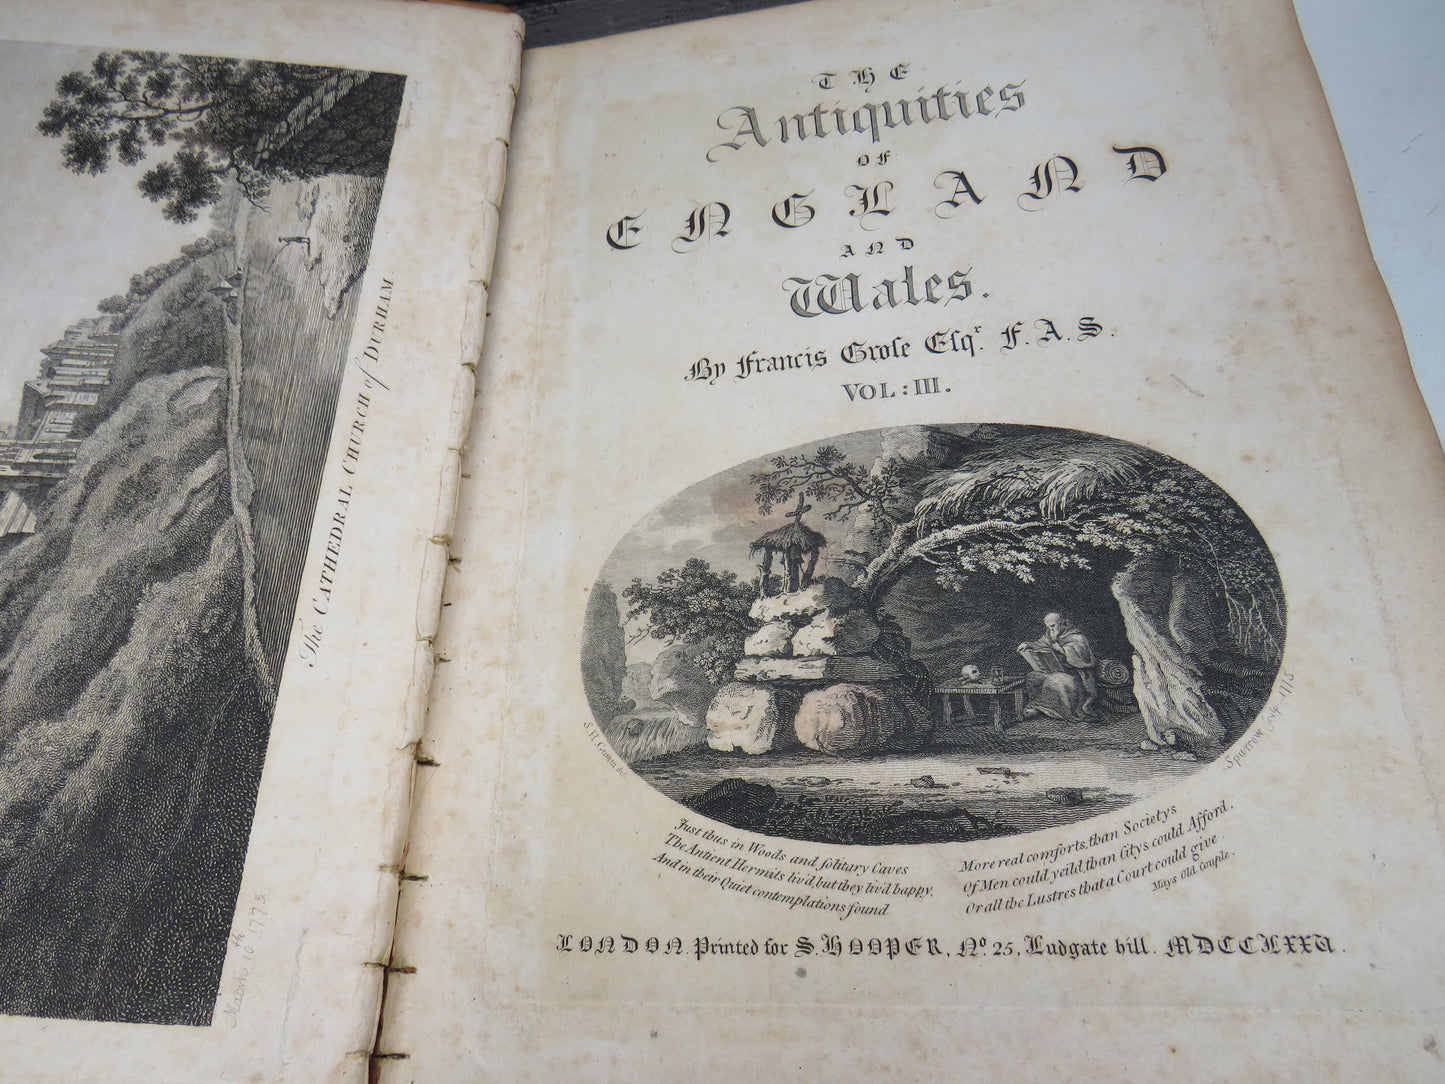 The CATHEDRAL CHURCH of DURHAM
March 10th 1775
THE
Antiquities
OF
ENGLAND
AND
Wales.
By Francis Groſe Eſqr. F.A.S.
VOL: III.
S.H. Grimm del.
Sparrow sculp. 1775
Just thus in Woods and ſolitary Caves
The Antient Hermits liv'd, but they liv'd happy,
And in their Quiet contemplations found
More real comforts, than Societys
Of Men could yeild, than Citys could Afford,
Or all the Lustres that a Court could give.
Mays Old Couple.
LONDON. Printed for S. HOOPER, No. 25, Ludgate hill. MDCCLXXV.